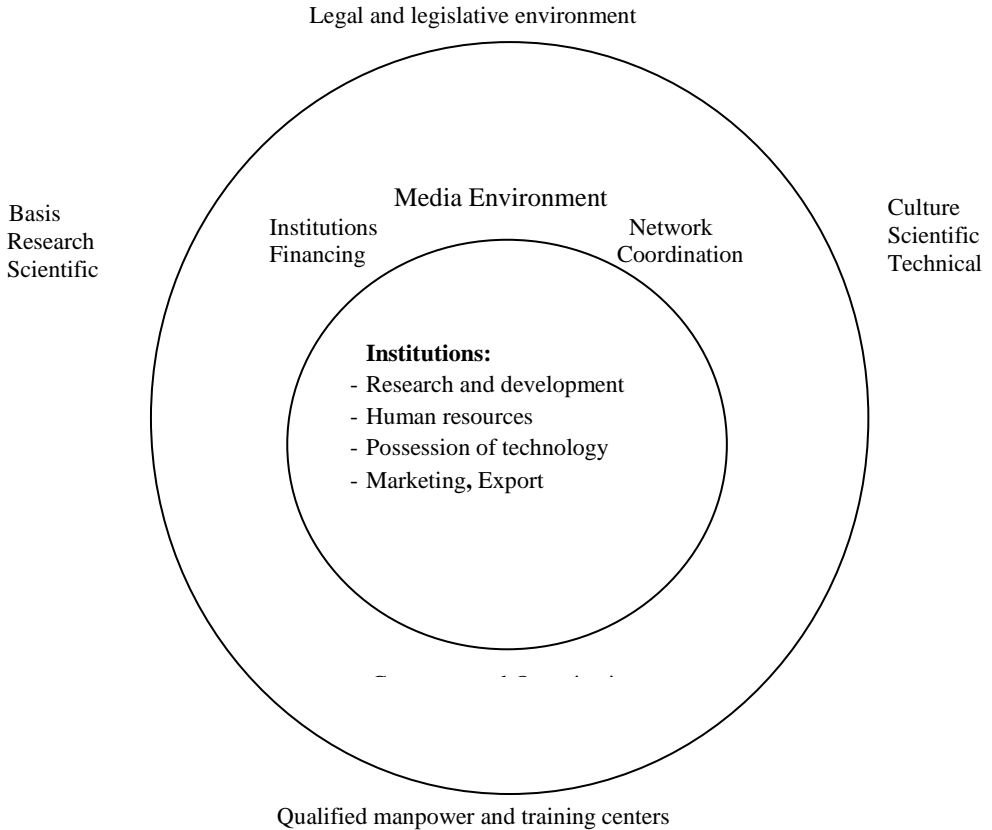 Legal and legislative environment
Media Environment
Basis
Research
Scientific
Culture
Scientific
Technical
Institutions
Financing
Network
Coordination
Institutions:
- Research and development
- Human resources
- Possession of technology
- Marketing, Export
Qualified manpower and training centers